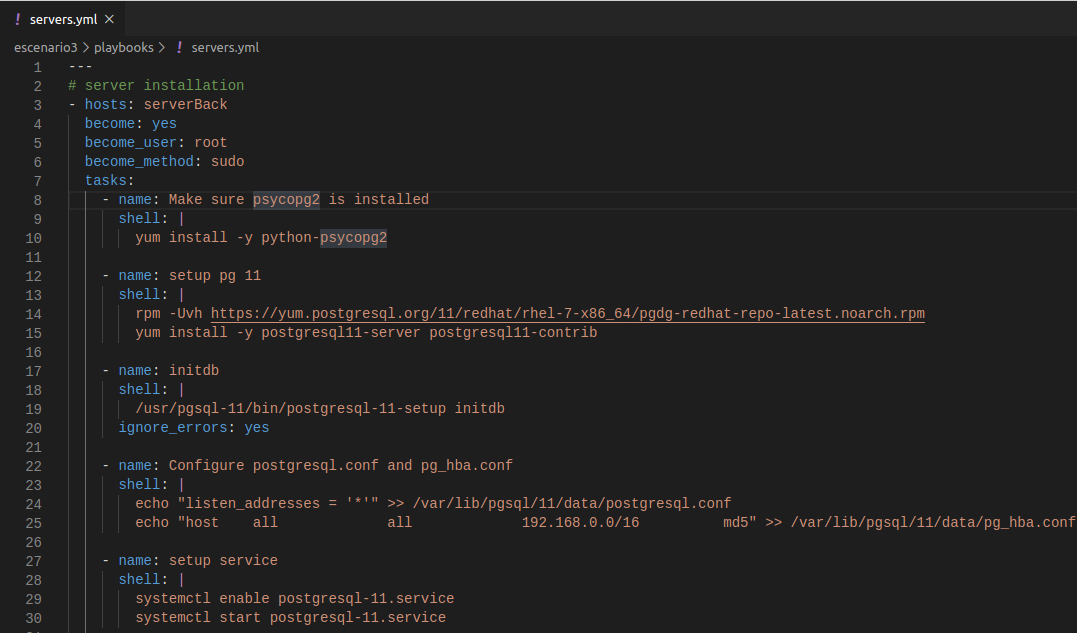 ! servers.yml ×
escenario3 > playbooks > ! servers.yml
1 ---
2 # server installation
3 - hosts: serverBack
4   become: yes
5   become_user: root
6   become_method: sudo
7   tasks:
8     - name: Make sure psycopg2 is installed
9       shell: |
10         yum install -y python-psycopg2
11
12     - name: setup pg 11
13       shell: |
14         rpm -Uvh https://yum.postgresql.org/11/redhat/rhel-7-x86_64/pgdg-redhat-repo-latest.noarch.rpm
15         yum install -y postgresql11-server postgresql11-contrib
16
17     - name: initdb
18       shell: |
19         /usr/pgsql-11/bin/postgresql-11-setup initdb
20       ignore_errors: yes
21
22     - name: Configure postgresql.conf and pg_hba.conf
23       shell: |
24         echo "listen_addresses = '*'" >> /var/lib/pgsql/11/data/postgresql.conf
25         echo "host    all             all             192.168.0.0/16          md5" >> /var/lib/pgsql/11/data/pg_hba.conf
26
27     - name: setup service
28       shell: |
29         systemctl enable postgresql-11.service
30         systemctl start postgresql-11.service